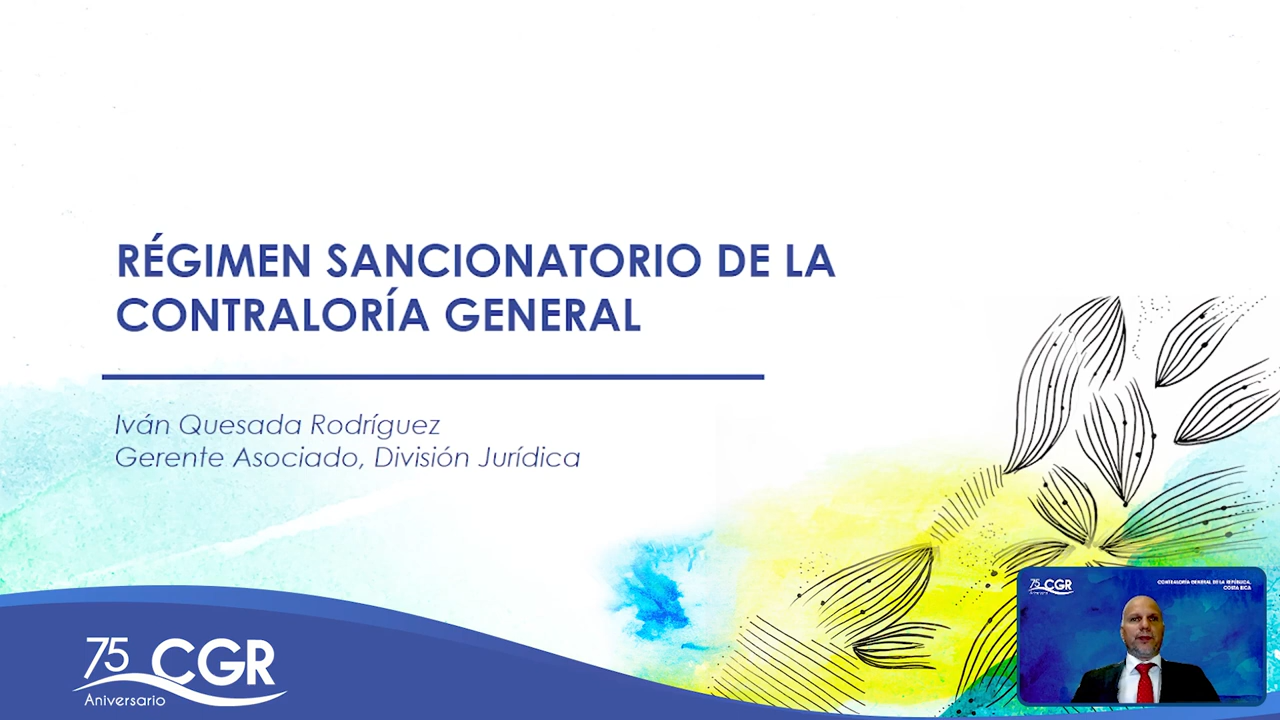 RÉGIMEN SANCIONATORIO DE LA
CONTRALORÍA GENERAL
Iván Quesada Rodríguez
Gerente Asociado, División Jurídica
75 CGR
Aniversario
75 CGR
CONTRALORÍA GENERAL DE LA REPÚBLICA,
COSTA RICA